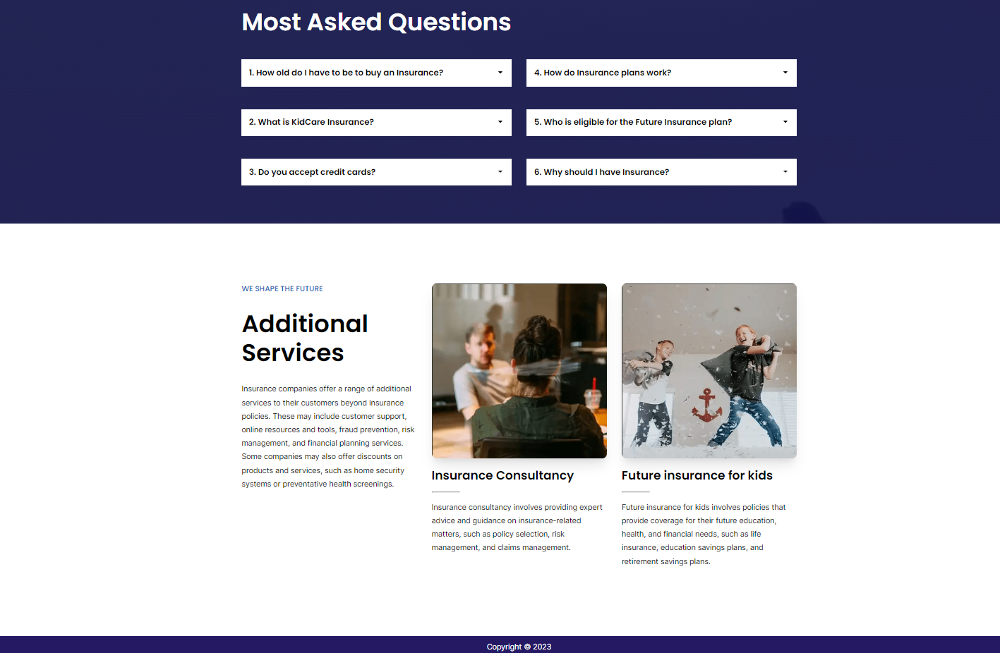 Most Asked Questions
1. How old do I have to be to buy an Insurance?
4. How do Insurance plans work?
2. What is KidCare Insurance?
5. Who is eligible for the Future Insurance plan?
3. Do you accept credit cards?
6. Why should I have Insurance?
WE SHAPE THE FUTURE
Additional
Services
Insurance companies offer a range of additional
services to their customers beyond insurance
policies. These may include customer support,
online resources and tools, fraud prevention, risk
management, and financial planning services.
Some companies may also offer discounts on
products and services, such as home security
systems or preventative health screenings.
Insurance Consultancy
Insurance consultancy involves providing expert
advice and guidance on insurance-related
matters, such as policy selection, risk
management, and claims management.
Future insurance for kids
Future insurance for kids involves policies that
provide coverage for their future education,
health, and financial needs, such as life
insurance, education savings plans, and
retirement savings plans.
Copyright © 2023